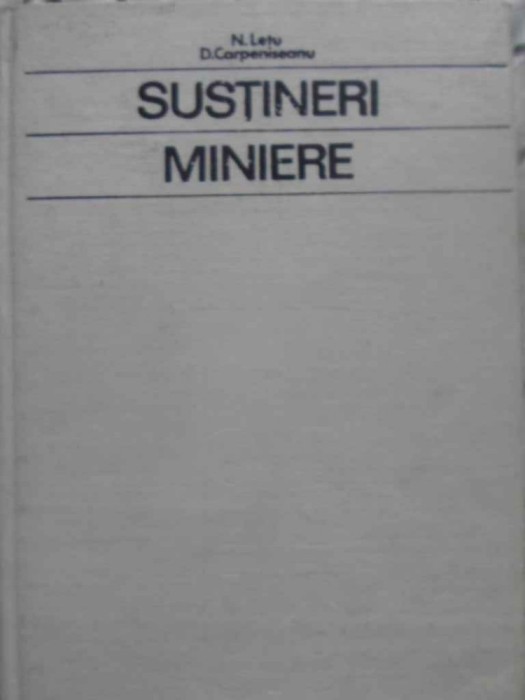 N. Lețu
D. Carpenișeanu
SUSȚINERI
MINIERE